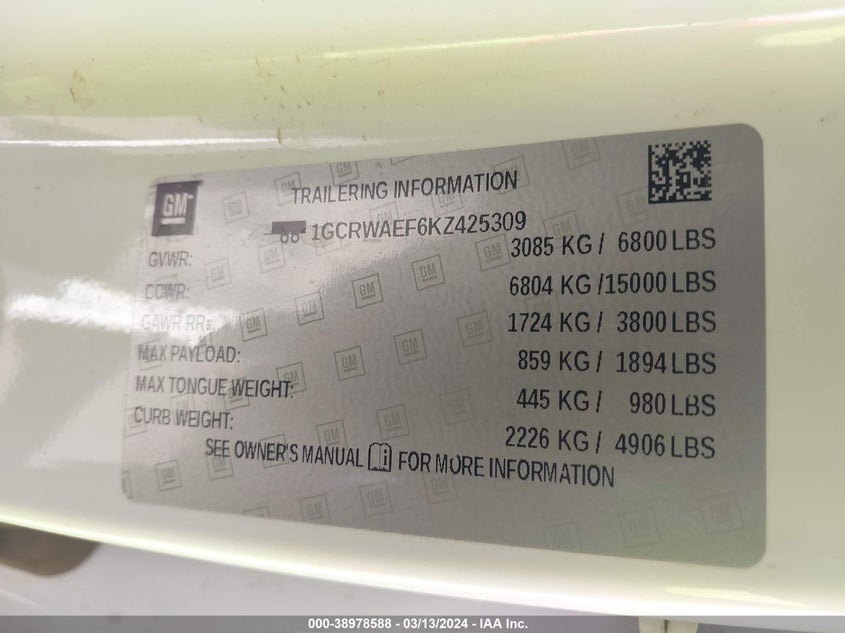 GM
TRAILERING INFORMATION
1GCRWAEF6KZ425309
GVWR: 3085 KG / 6800 LBS
GCWR: 6804 KG /15000 LBS
GAWR RR: 1724 KG / 3800 LBS
MAX PAYLOAD: 859 KG / 1894 LBS
MAX TONGUE WEIGHT: 445 KG / 980 LBS
CURB WEIGHT: 2226 KG / 4906 LBS
SEE OWNER'S MANUAL FOR MORE INFORMATION
000-38978588 - 03/13/2024 - IAA Inc.